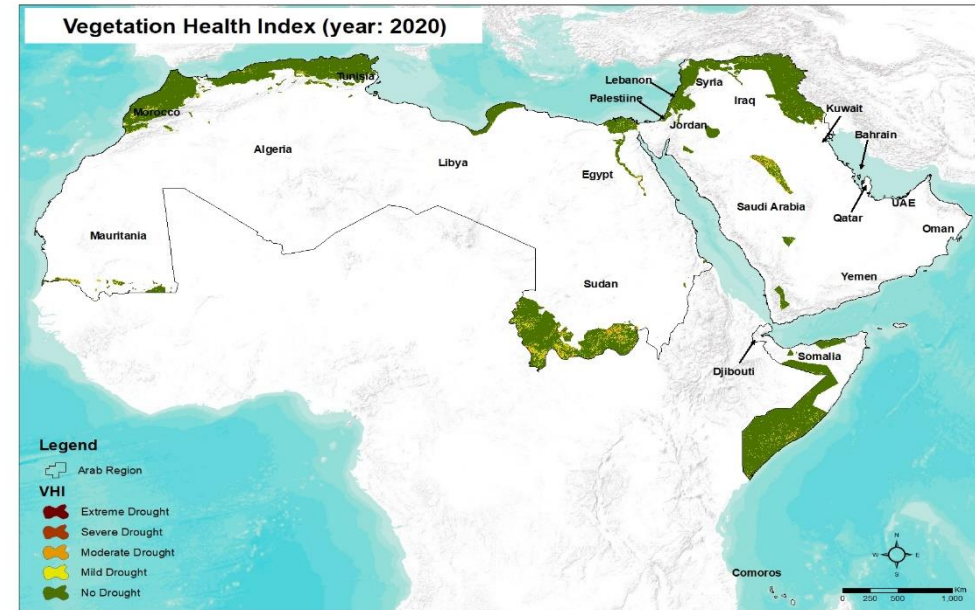 Vegetation Health Index (year: 2020)
Tunisia
Morocco
Algeria
Libya
Egypt
Mauritania
Sudan
Lebanon
Syria
Palestiine
Iraq
Jordan
Kuwait
Bahrain
Saudi Arabia
Qatar
UAE
Oman
Yemen
Djibouti
Somalia
Comoros
Legend
Arab Region
VHI
Extreme Drought
Severe Drought
Moderate Drought
Mild Drought
No Drought
N
W E
S
Km
0 250 500 1,000